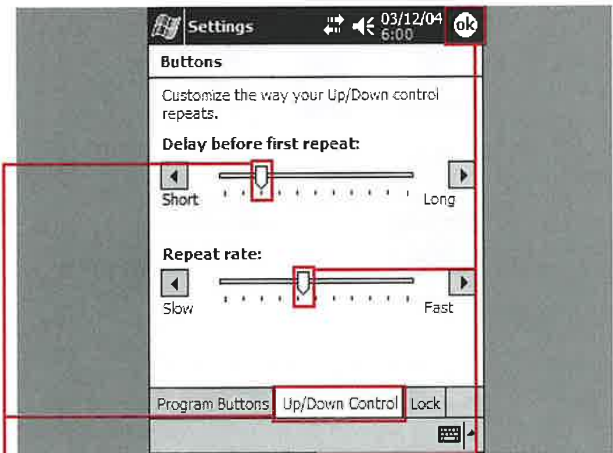 Settings
03/12/04
6:00
ok
Buttons
Customize the way your Up/Down control
repeats.
Delay before first repeat:
Short
Long
Repeat rate:
Slow
Fast
Program Buttons Up/Down Control Lock